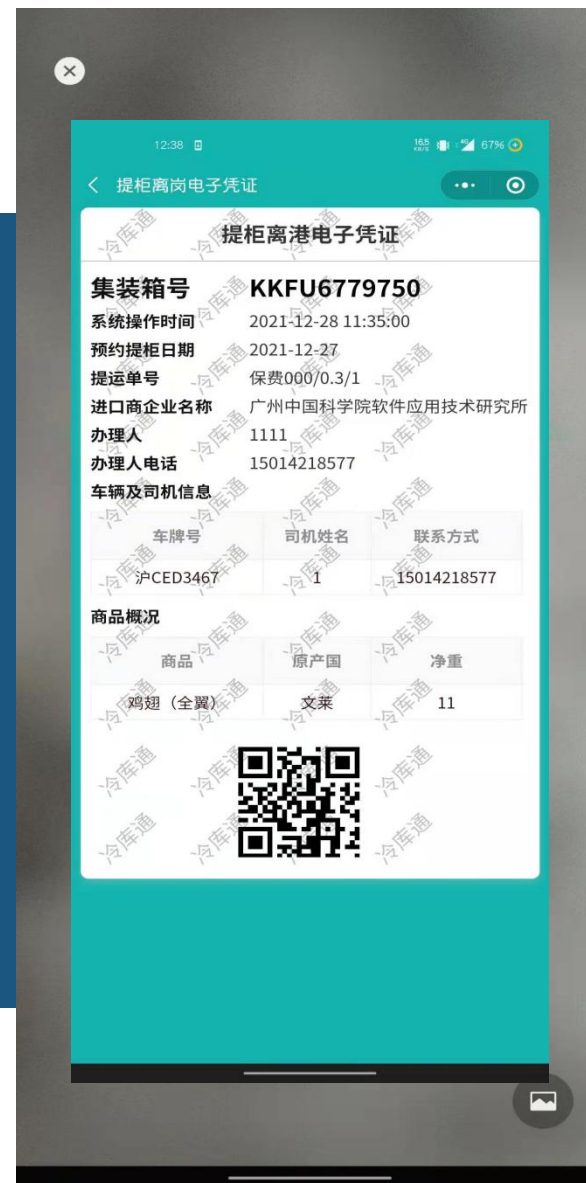 12:38
16.5 KB/S 4G 67%
提柜离岗电子凭证
提柜离港电子凭证
集装箱号 KKFU6779750
系统操作时间 2021-12-28 11:35:00
预约提柜日期 2021-12-27
提运单号 保费000/0.3/1
进口商企业名称 广州中国科学院软件应用技术研究所
办理人 1111
办理人电话 15014218577
车辆及司机信息
车牌号 司机姓名 联系方式
沪CED3467 1 15014218577
商品概况
商品 原产国 净重
鸡翅（全翼） 文莱 11
冷库通